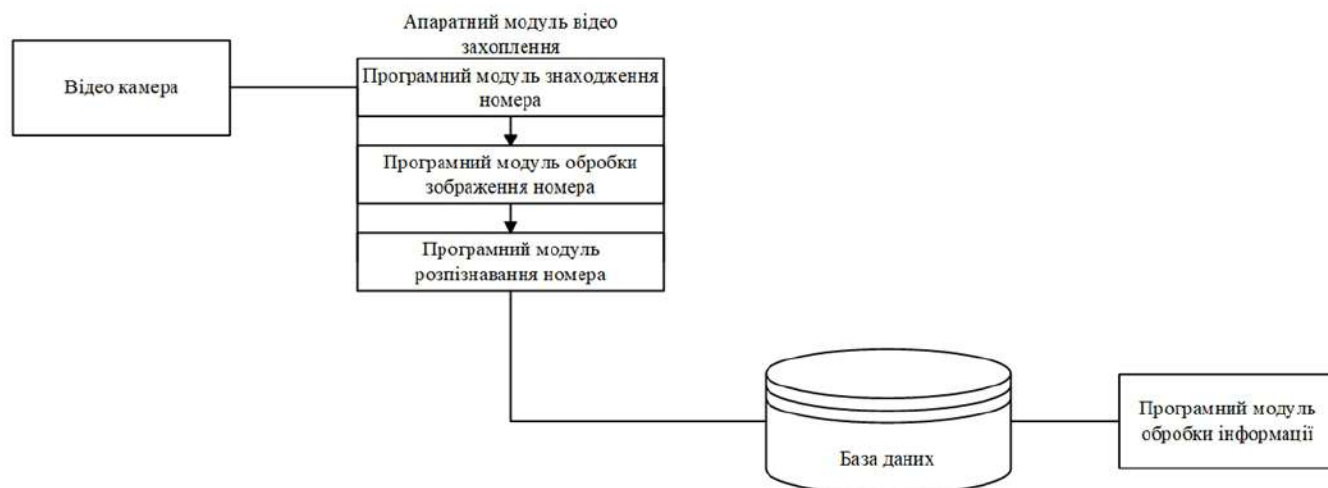 Апаратний модуль відео
захоплення
Відео камера
Програмний модуль знаходження
номера
Програмний модуль обробки
зображення номера
Програмний модуль
розпізнавання номера
База даних
Програмний модуль
обробки інформації